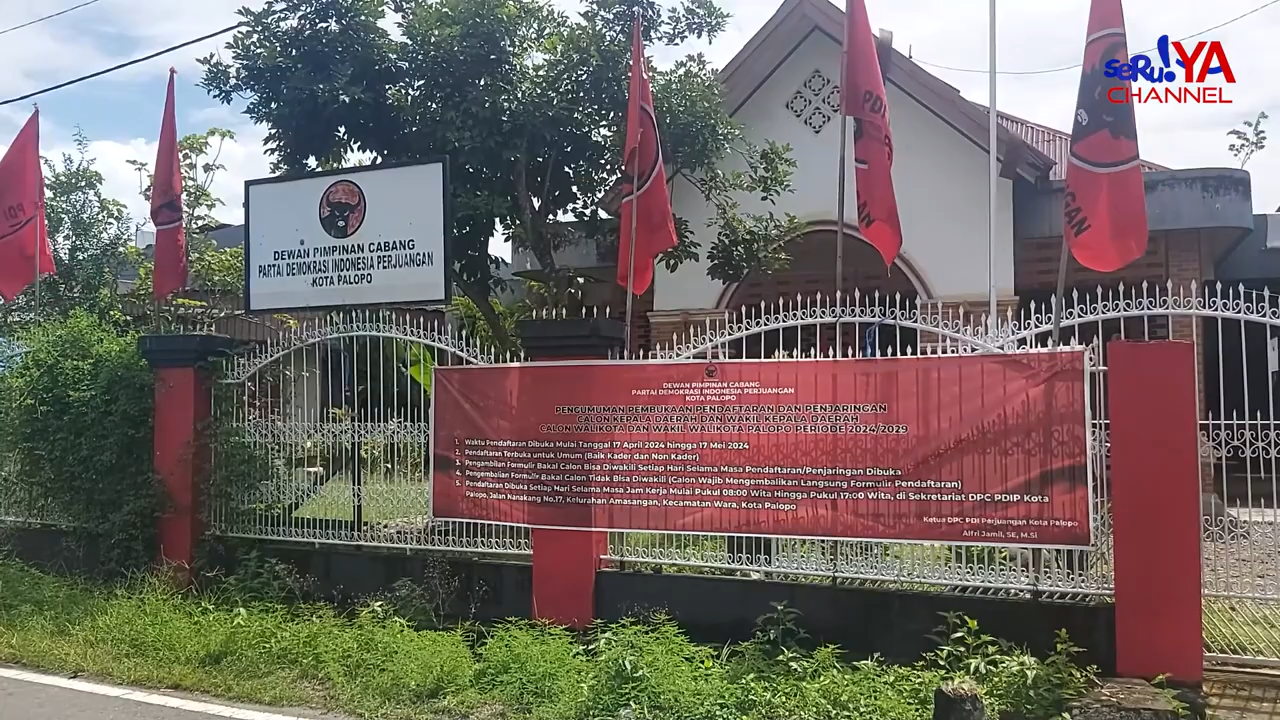 seRu!YA
CHANNEL
PDI
PDI
GAN
GAN
DEWAN PIMPINAN CABANG
PARTAI DEMOKRASI INDONESIA PERJUANGAN
KOTA PALOPO
DEWAN PIMPINAN CABANG
PARTAI DEMOKRASI INDONESIA PERJUANGAN
KOTA PALOPO
PENGUMUMAN PEMBUKAAN PENDAFTARAN DAN PENJARINGAN
CALON KEPALA DAERAH DAN WAKIL KEPALA DAERAH
CALON WALIKOTA DAN WAKIL WALIKOTA PALOPO PERIODE 2024/2029
1. Waktu Pendaftaran Dibuka Mulai Tanggal 17 April 2024 hingga 17 Mei 2024
2. Pendaftaran Terbuka untuk Umum (Baik Kader dan Non Kader)
3. Pengambilan Formulir Bakal Calon Bisa Diwakili Setiap Hari Selama Masa Pendaftaran/Penjaringan Dibuka
4. Pengembalian Formulir Bakal Calon Tidak Bisa Diwakili (Calon Wajib Mengembalikan Langsung Formulir Pendaftaran)
5. Pendaftaran Dibuka Setiap Hari Selama Masa Jam Kerja Mulai Pukul 08:00 Wita Hingga Pukul 17:00 Wita, di Sekretariat DPC PDIP Kota
Palopo, Jalan Nanakang No.17, Kelurahan Amasangan, Kecamatan Wara, Kota Palopo
Ketua DPC PDI Perjuangan Kota Palopo
Alfri Jamil, SE, M.Si